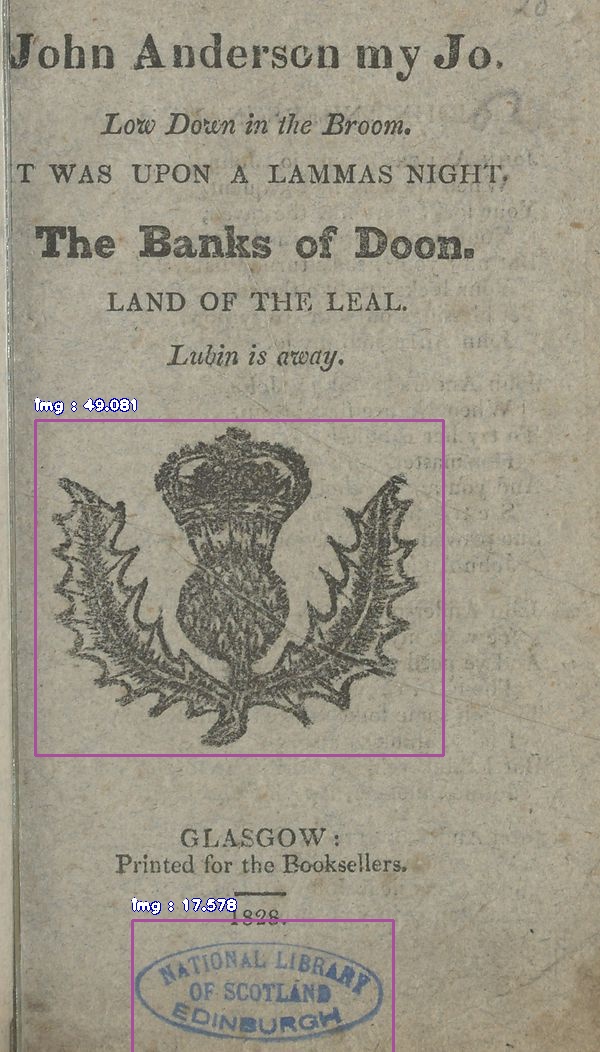 John Anderson my Jo.
Low Down in the Broom.
T WAS UPON A LAMMAS NIGHT.
The Banks of Doon.
LAND OF THE LEAL.
Lubin is away.
img : 49.081
GLASGOW:
Printed for the Booksellers.
img : 17.578
1828.
NATIONAL LIBRARY
OF SCOTLAND
EDINBURGH